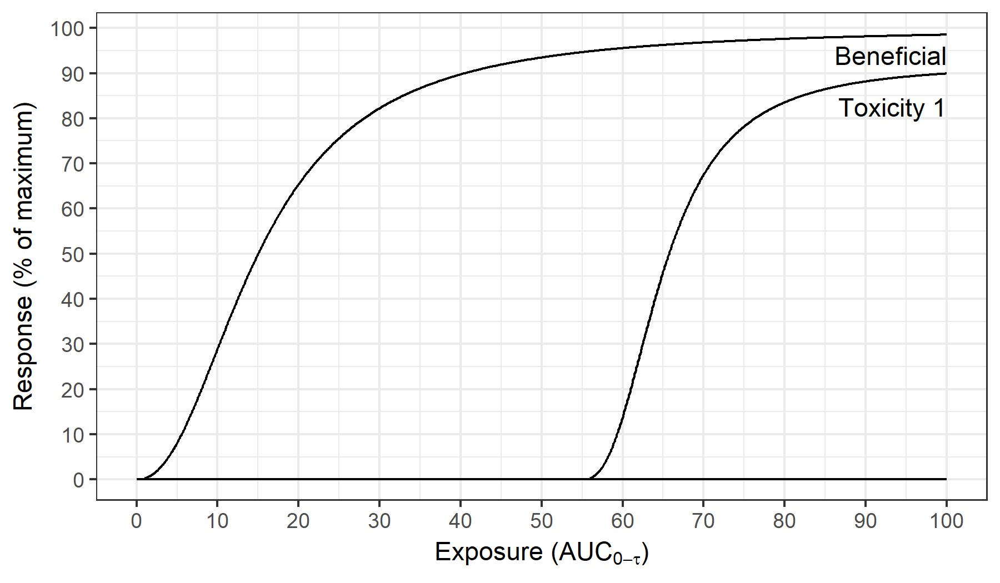 100
90
80
70
60
50
40
30
20
10
0
Response (% of maximum)
Beneficial
Toxicity 1
0 10 20 30 40 50 60 70 80 90 100
Exposure (AUC₀₋τ)